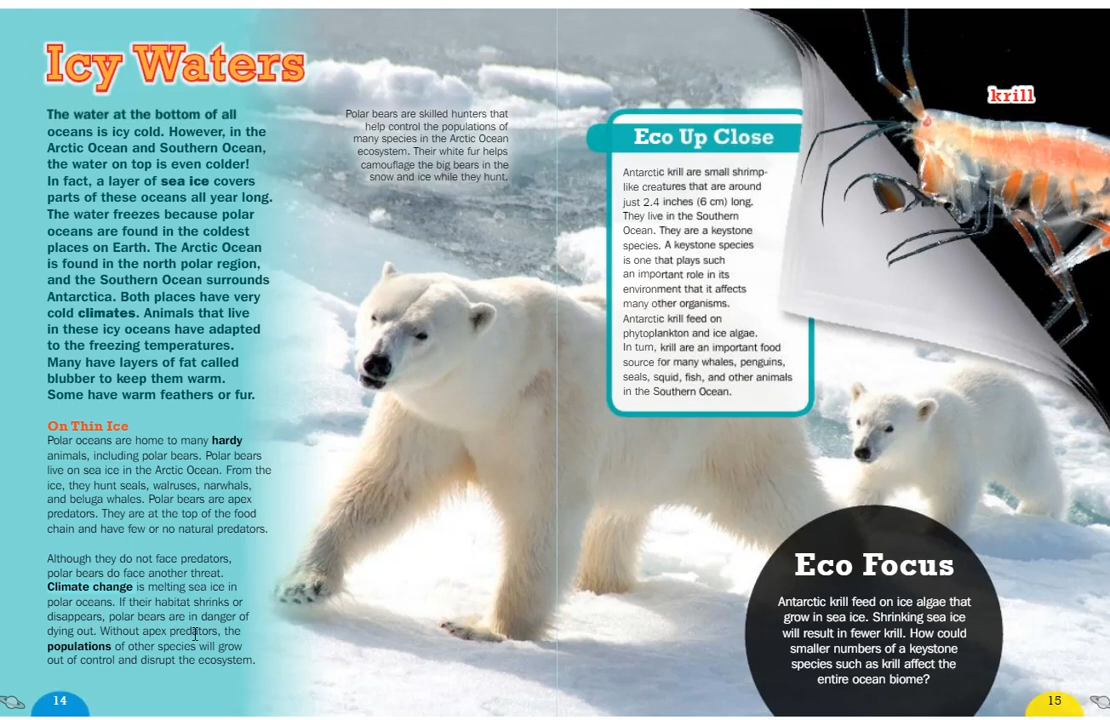 Icy Waters
The water at the bottom of all
oceans is icy cold. However, in the
Arctic Ocean and Southern Ocean,
the water on top is even colder!
In fact, a layer of sea ice covers
parts of these oceans all year long.
The water freezes because polar
oceans are found in the coldest
places on Earth. The Arctic Ocean
is found in the north polar region,
and the Southern Ocean surrounds
Antarctica. Both places have very
cold climates. Animals that live
in these icy oceans have adapted
to the freezing temperatures.
Many have layers of fat called
blubber to keep them warm.
Some have warm feathers or fur.
On Thin Ice
Polar oceans are home to many hardy
animals, including polar bears. Polar bears
live on sea ice in the Arctic Ocean. From the
ice, they hunt seals, walruses, narwhals,
and beluga whales. Polar bears are apex
predators. They are at the top of the food
chain and have few or no natural predators.
Although they do not face predators,
polar bears do face another threat.
Climate change is melting sea ice in
polar oceans. If their habitat shrinks or
disappears, polar bears are in danger of
dying out. Without apex predators, the
populations of other species will grow
out of control and disrupt the ecosystem.
14
Polar bears are skilled hunters that
help control the populations of
many species in the Arctic Ocean
ecosystem. Their white fur helps
camouflage the big bears in the
snow and ice while they hunt.
Eco Up Close
Antarctic krill are small shrimp-
like creatures that are around
just 2.4 inches (6 cm) long.
They live in the Southern
Ocean. They are a keystone
species. A keystone species
is one that plays such
an important role in its
environment that it affects
many other organisms.
Antarctic krill feed on
phytoplankton and ice algae.
In turn, krill are an important food
source for many whales, penguins,
seals, squid, fish, and other animals
in the Southern Ocean.
krill
Eco Focus
Antarctic krill feed on ice algae that
grow in sea ice. Shrinking sea ice
will result in fewer krill. How could
smaller numbers of a keystone
species such as krill affect the
entire ocean biome?
15